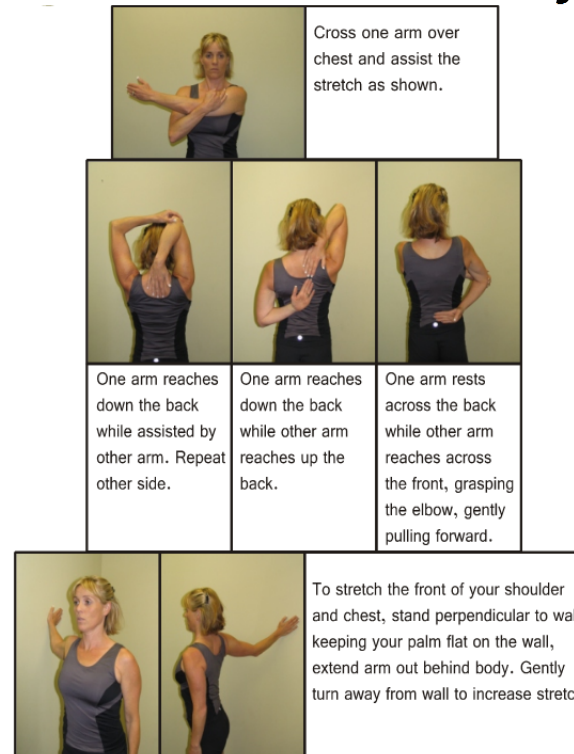 Cross one arm over
chest and assist the
stretch as shown.
One arm reaches
down the back
while assisted by
other arm. Repeat
other side.
One arm reaches
down the back
while other arm
reaches up the
back.
One arm rests
across the back
while other arm
reaches across
the front, grasping
the elbow, gently
pulling forward.
To stretch the front of your shoulder
and chest, stand perpendicular to
keeping your palm flat on the wall,
extend arm out behind body. Gently
turn away from wall to increase